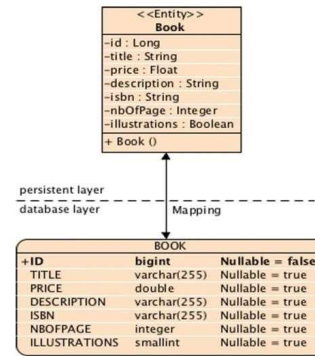 <<Entity>>
Book
-id : Long
-title : String
-price : Float
-description : String
-isbn : String
-nbOfPage : Integer
-illustrations : Boolean
+ Book ()
persistent layer
database layer
Mapping
BOOK
+ID bigint Nullable = false
TITLE varchar(255) Nullable = true
PRICE double Nullable = true
DESCRIPTION varchar(255) Nullable = true
ISBN varchar(255) Nullable = true
NBOFPAGE integer Nullable = true
ILLUSTRATIONS smallint Nullable = true